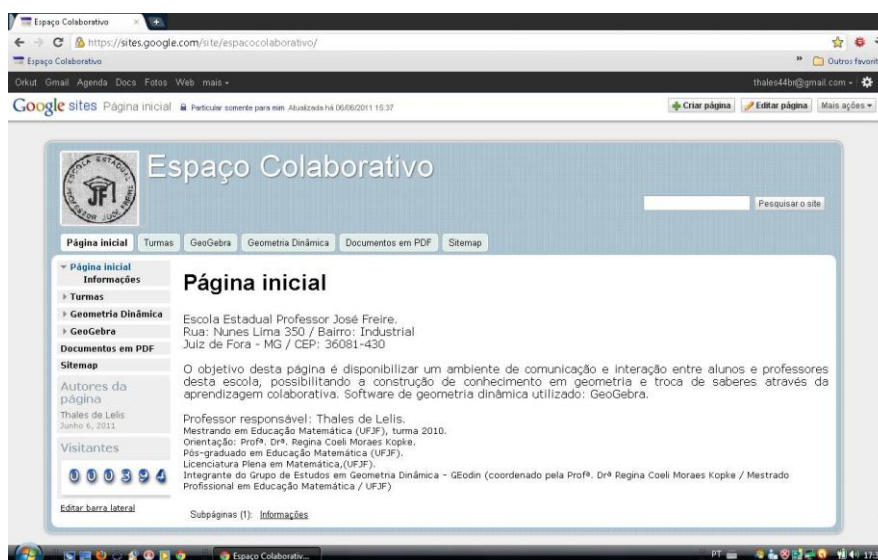 Espaço Colaborativo
https://sites.google.com/site/espacocolaborativo/
Espaço Colaborativo
» Outros favorit
Orkut Gmail Agenda Docs Fotos Web mais
thales44br@gmail.com
Google sites Página inicial Particular somente para mim Atualizada há 06/06/2011 15:37
Criar página Editar página Mais ações
ESCOLA ESTADUAL
JF
PROFESSOR
Espaço Colaborativo
Pesquisar o site
Página inicial Turmas GeoGebra Geometria Dinâmica Documentos em PDF Sitemap
Página inicial
Informações
Turmas
Geometria Dinâmica
GeoGebra
Documentos em PDF
Sitemap
Autores da
página
Thales de Lelis
Junho 6, 2011
Visitantes
000394
Editar barra lateral
Página inicial
Escola Estadual Professor José Freire.
Rua: Nunes Lima 350 / Bairro: Industrial
Juiz de Fora - MG / CEP: 36081-430
O objetivo desta página é disponibilizar um ambiente de comunicação e interação entre alunos e professores
desta escola, possibilitando a construção de conhecimento em geometria e troca de saberes através da
aprendizagem colaborativa. Software de geometria dinâmica utilizado: GeoGebra.
Professor responsável: Thales de Lelis.
Mestrando em Educação Matemática (UFJF), turma 2010.
Orientação: Profª. Drª. Regina Coeli Moraes Kopke.
Pós-graduado em Educação Matemática (UFJF).
Licenciatura Plena em Matemática,(UFJF).
Integrante do Grupo de Estudos em Geometria Dinâmica - GEodin (coordenado pela Profª. Drª Regina Coeli Moraes Kopke / Mestrado
Profissional em Educação Matemática / UFJF)
Subpáginas (1): Informações
Espaço Colaborativ...
PT